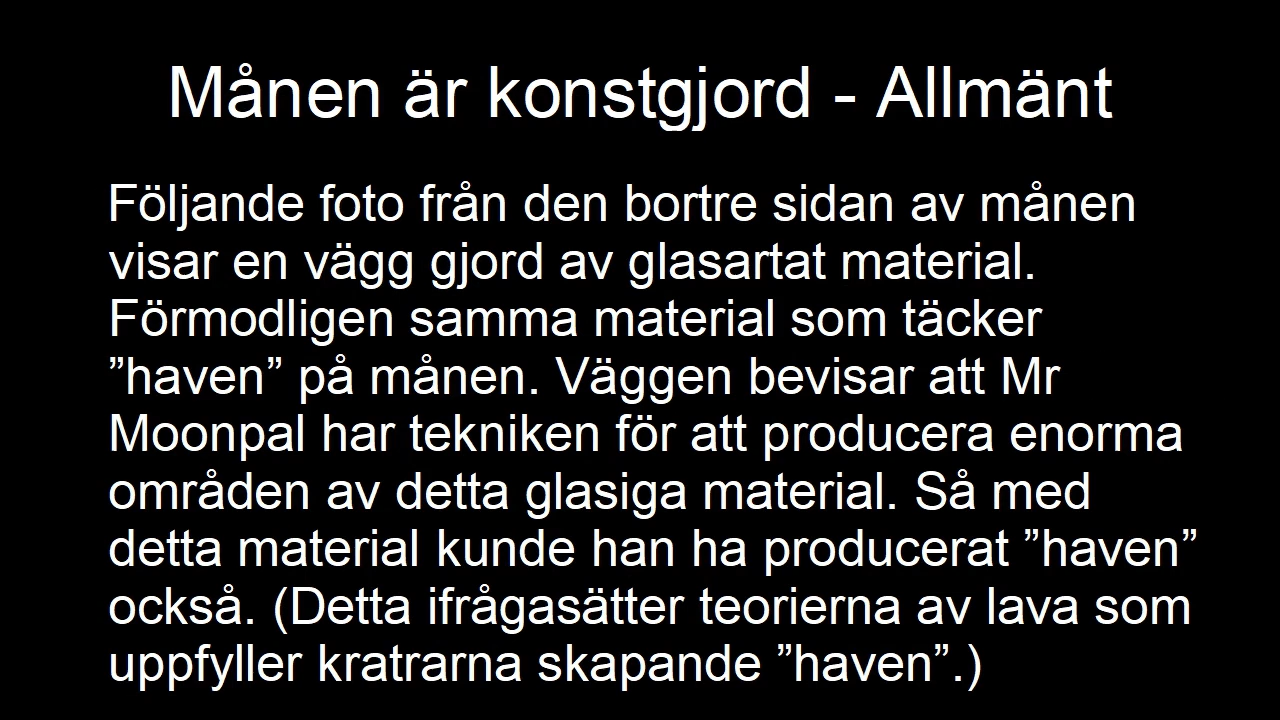 Månen är konstgjord - Allmänt
Följande foto från den bortre sidan av månen
visar en vägg gjord av glasartat material.
Förmodligen samma material som täcker
”haven” på månen. Väggen bevisar att Mr
Moonpal har tekniken för att producera enorma
områden av detta glasiga material. Så med
detta material kunde han ha producerat ”haven”
också. (Detta ifrågasätter teorierna av lava som
uppfyller kratrarna skapande ”haven”.)